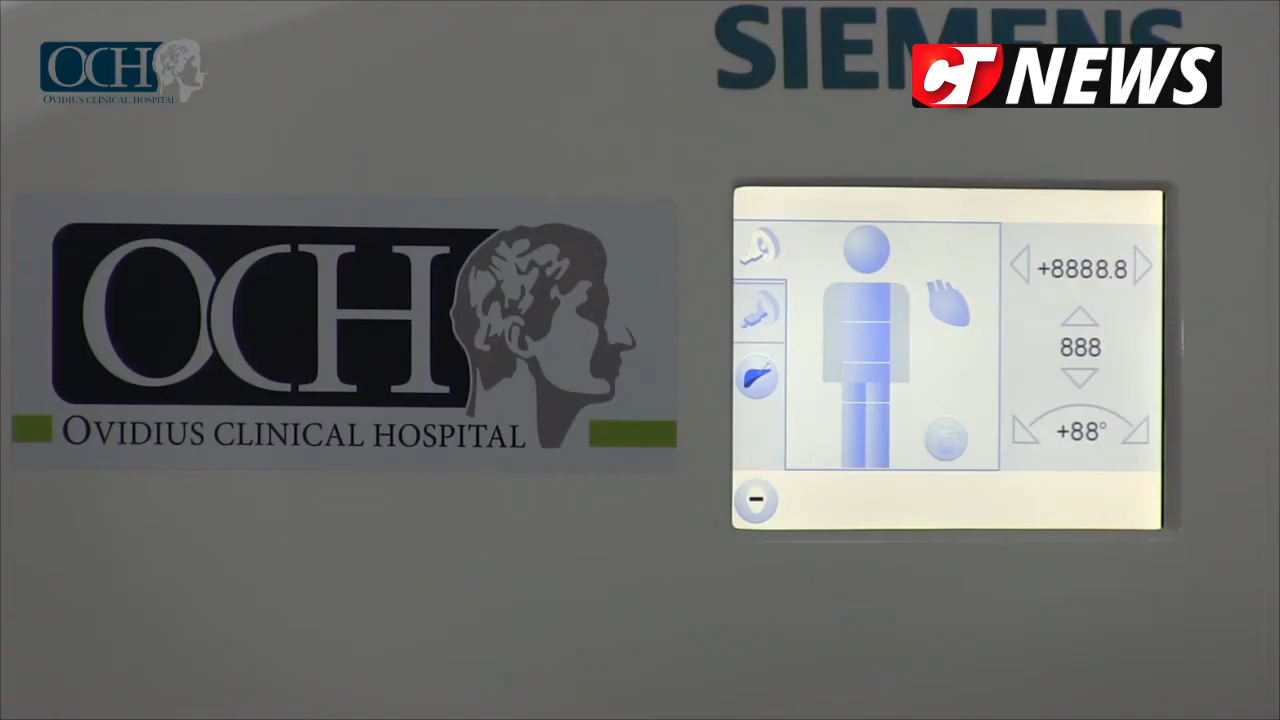 OCH
OVIDIUS CLINICAL HOSPITAL
SIEMENS
CT NEWS
OCH
OVIDIUS CLINICAL HOSPITAL
+8888.8
888
+88°